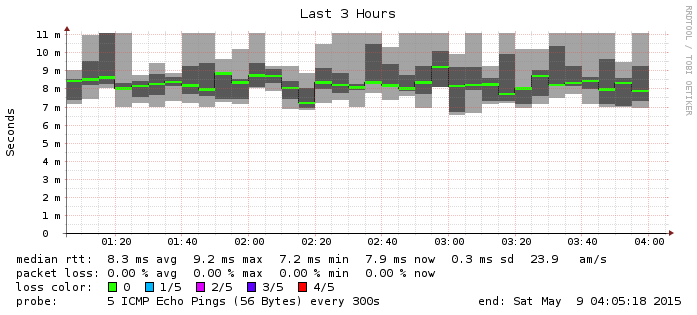 Last 3 Hours
RRDTOOL / TOBI OETIKER
Seconds
11 m
10 m
9 m
8 m
7 m
6 m
5 m
4 m
3 m
2 m
1 m
0
01:20 01:40 02:00 02:20 02:40 03:00 03:20 03:40 04:00
median rtt: 8.3 ms avg 9.2 ms max 7.2 ms min 7.9 ms now 0.3 ms sd 23.9 am/s
packet loss: 0.00 % avg 0.00 % max 0.00 % min 0.00 % now
loss color: 0 1/5 2/5 3/5 4/5
probe: 5 ICMP Echo Pings (56 Bytes) every 300s end: Sat May 9 04:05:18 2015